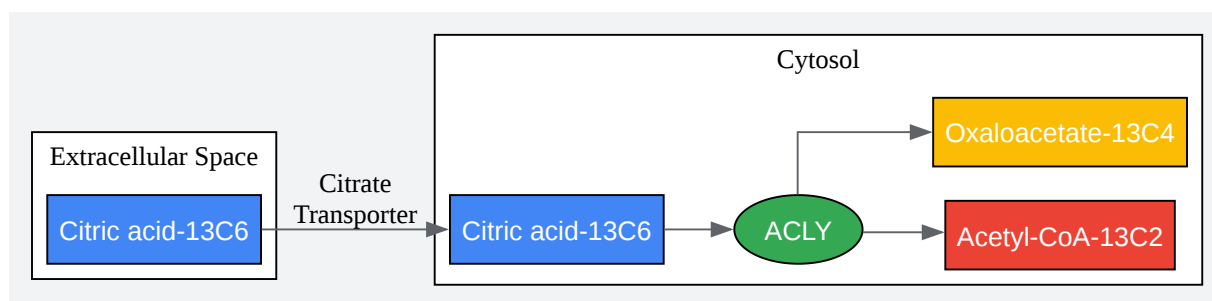 Cytosol
Oxaloacetate-13C4
Extracellular Space
Citrate
Transporter
Citric acid-13C6
Citric acid-13C6
ACLY
Acetyl-CoA-13C2